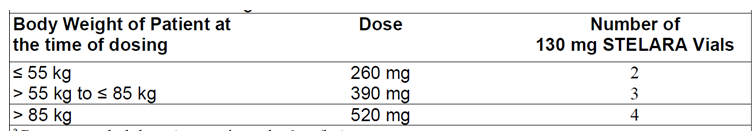 Body Weight of Patient at the time of dosing Dose Number of 130 mg STELARA Vials
≤ 55 kg 260 mg 2
> 55 kg to ≤ 85 kg 390 mg 3
> 85 kg 520 mg 4